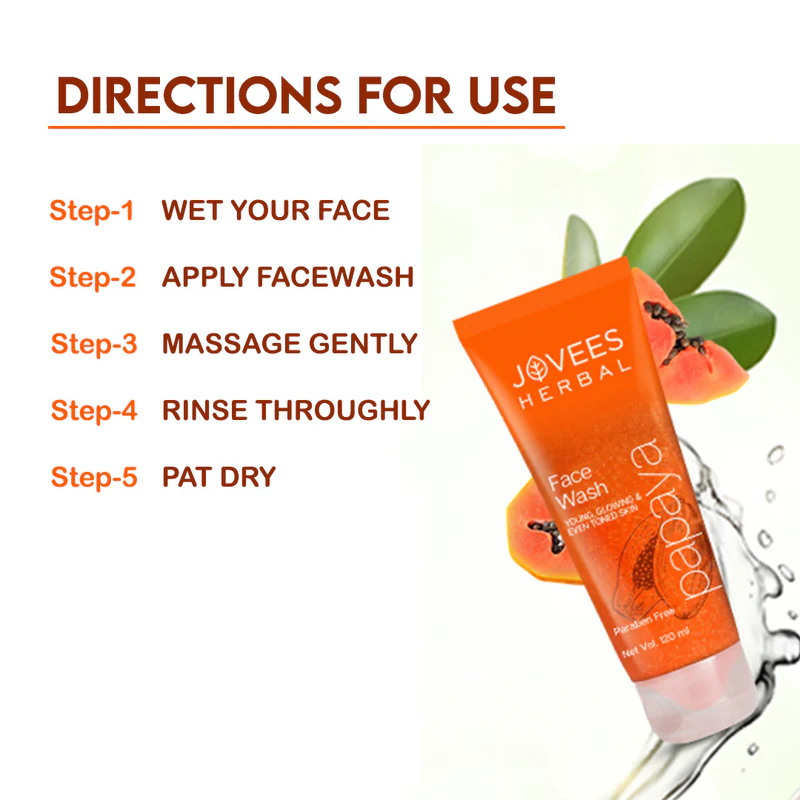 DIRECTIONS FOR USE
Step-1 WET YOUR FACE
Step-2 APPLY FACEWASH
Step-3 MASSAGE GENTLY
Step-4 RINSE THROUGHLY
Step-5 PAT DRY
JOVEES
HERBAL
Face
Wash
YOUNG, GLOWING &
EVEN TONED SKIN
papaya
Paraben Free
Net Vol. 120 ml